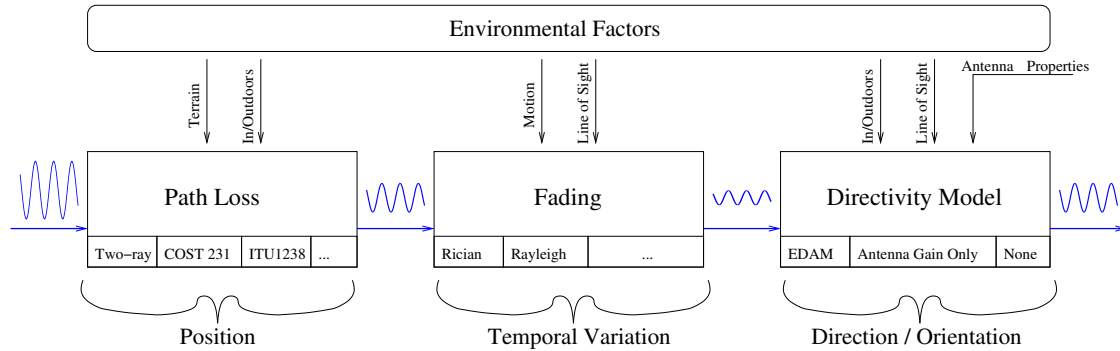 Environmental Factors
Terrain
In/Outdoors
Motion
Line of Sight
In/Outdoors
Line of Sight
Antenna Properties
Path Loss
Fading
Directivity Model
Two−ray
COST 231
ITU1238
...
Rician
Rayleigh
...
EDAM
Antenna Gain Only
None
Position
Temporal Variation
Direction / Orientation